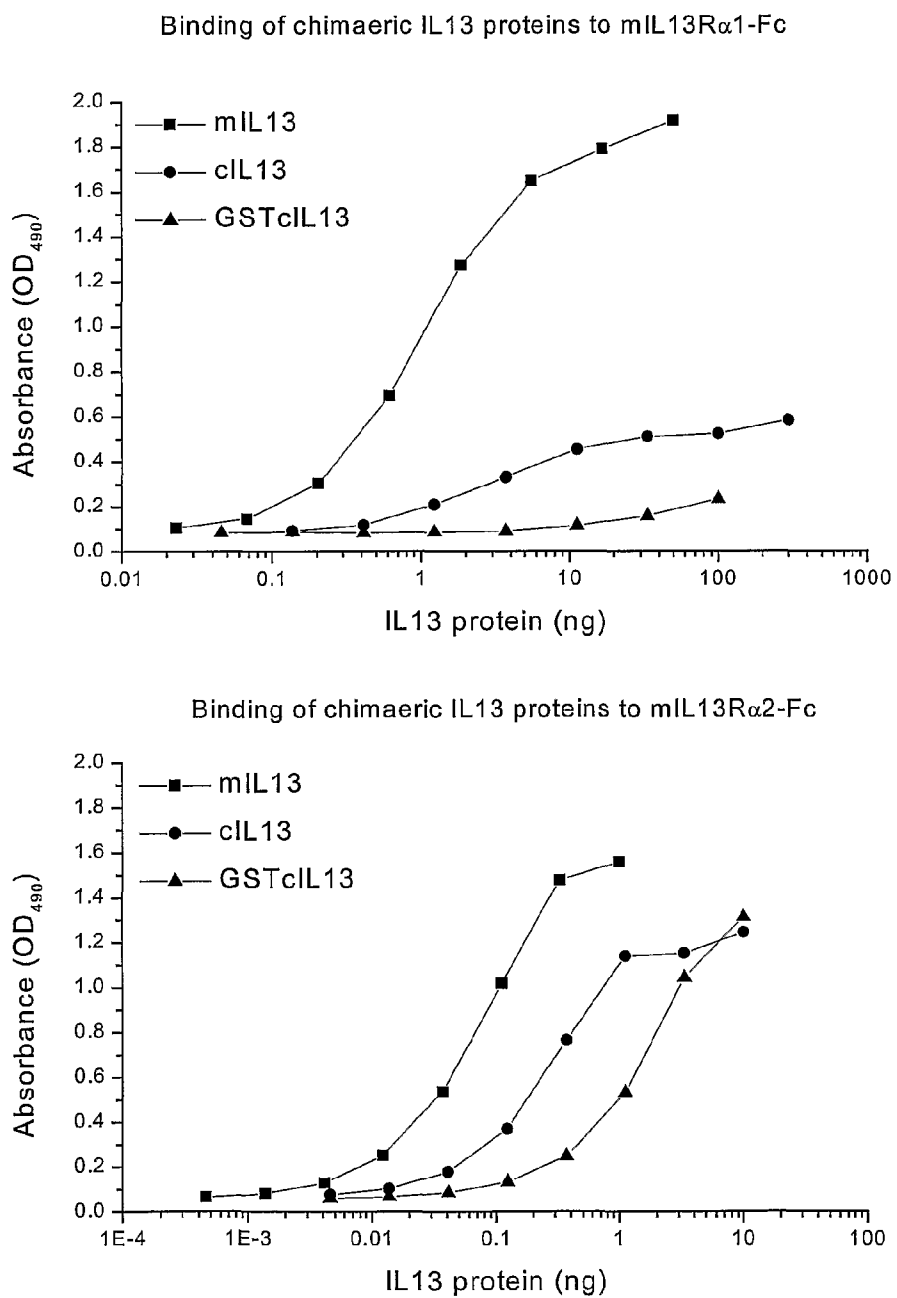 Binding of chimaeric IL13 proteins to mIL13Rα1-Fc
mIL13
cIL13
GSTcIL13
2.0
1.8
1.6
1.4
1.2
1.0
0.8
0.6
0.4
0.2
0.0
Absorbance (OD490)
0.01
0.1
1
10
100
1000
IL13 protein (ng)
Binding of chimaeric IL13 proteins to mIL13Rα2-Fc
mIL13
cIL13
GSTcIL13
2.0
1.8
1.6
1.4
1.2
1.0
0.8
0.6
0.4
0.2
0.0
Absorbance (OD490)
1E-4
1E-3
0.01
0.1
1
10
100
IL13 protein (ng)